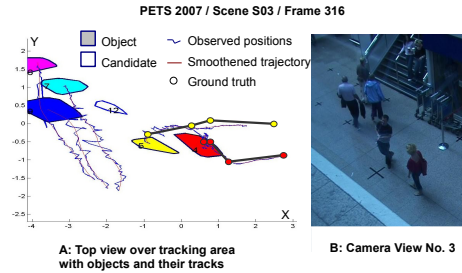 PETS 2007 / Scene S03 / Frame 316
Y
Object
Candidate
Observed positions
Smoothened trajectory
Ground truth
1.5
1
0.5
0
-0.5
-1
-1.5
-2
-2.5
-4 -3 -2 -1 0 1 2 3
X
A: Top view over tracking area
with objects and their tracks
B: Camera View No. 3